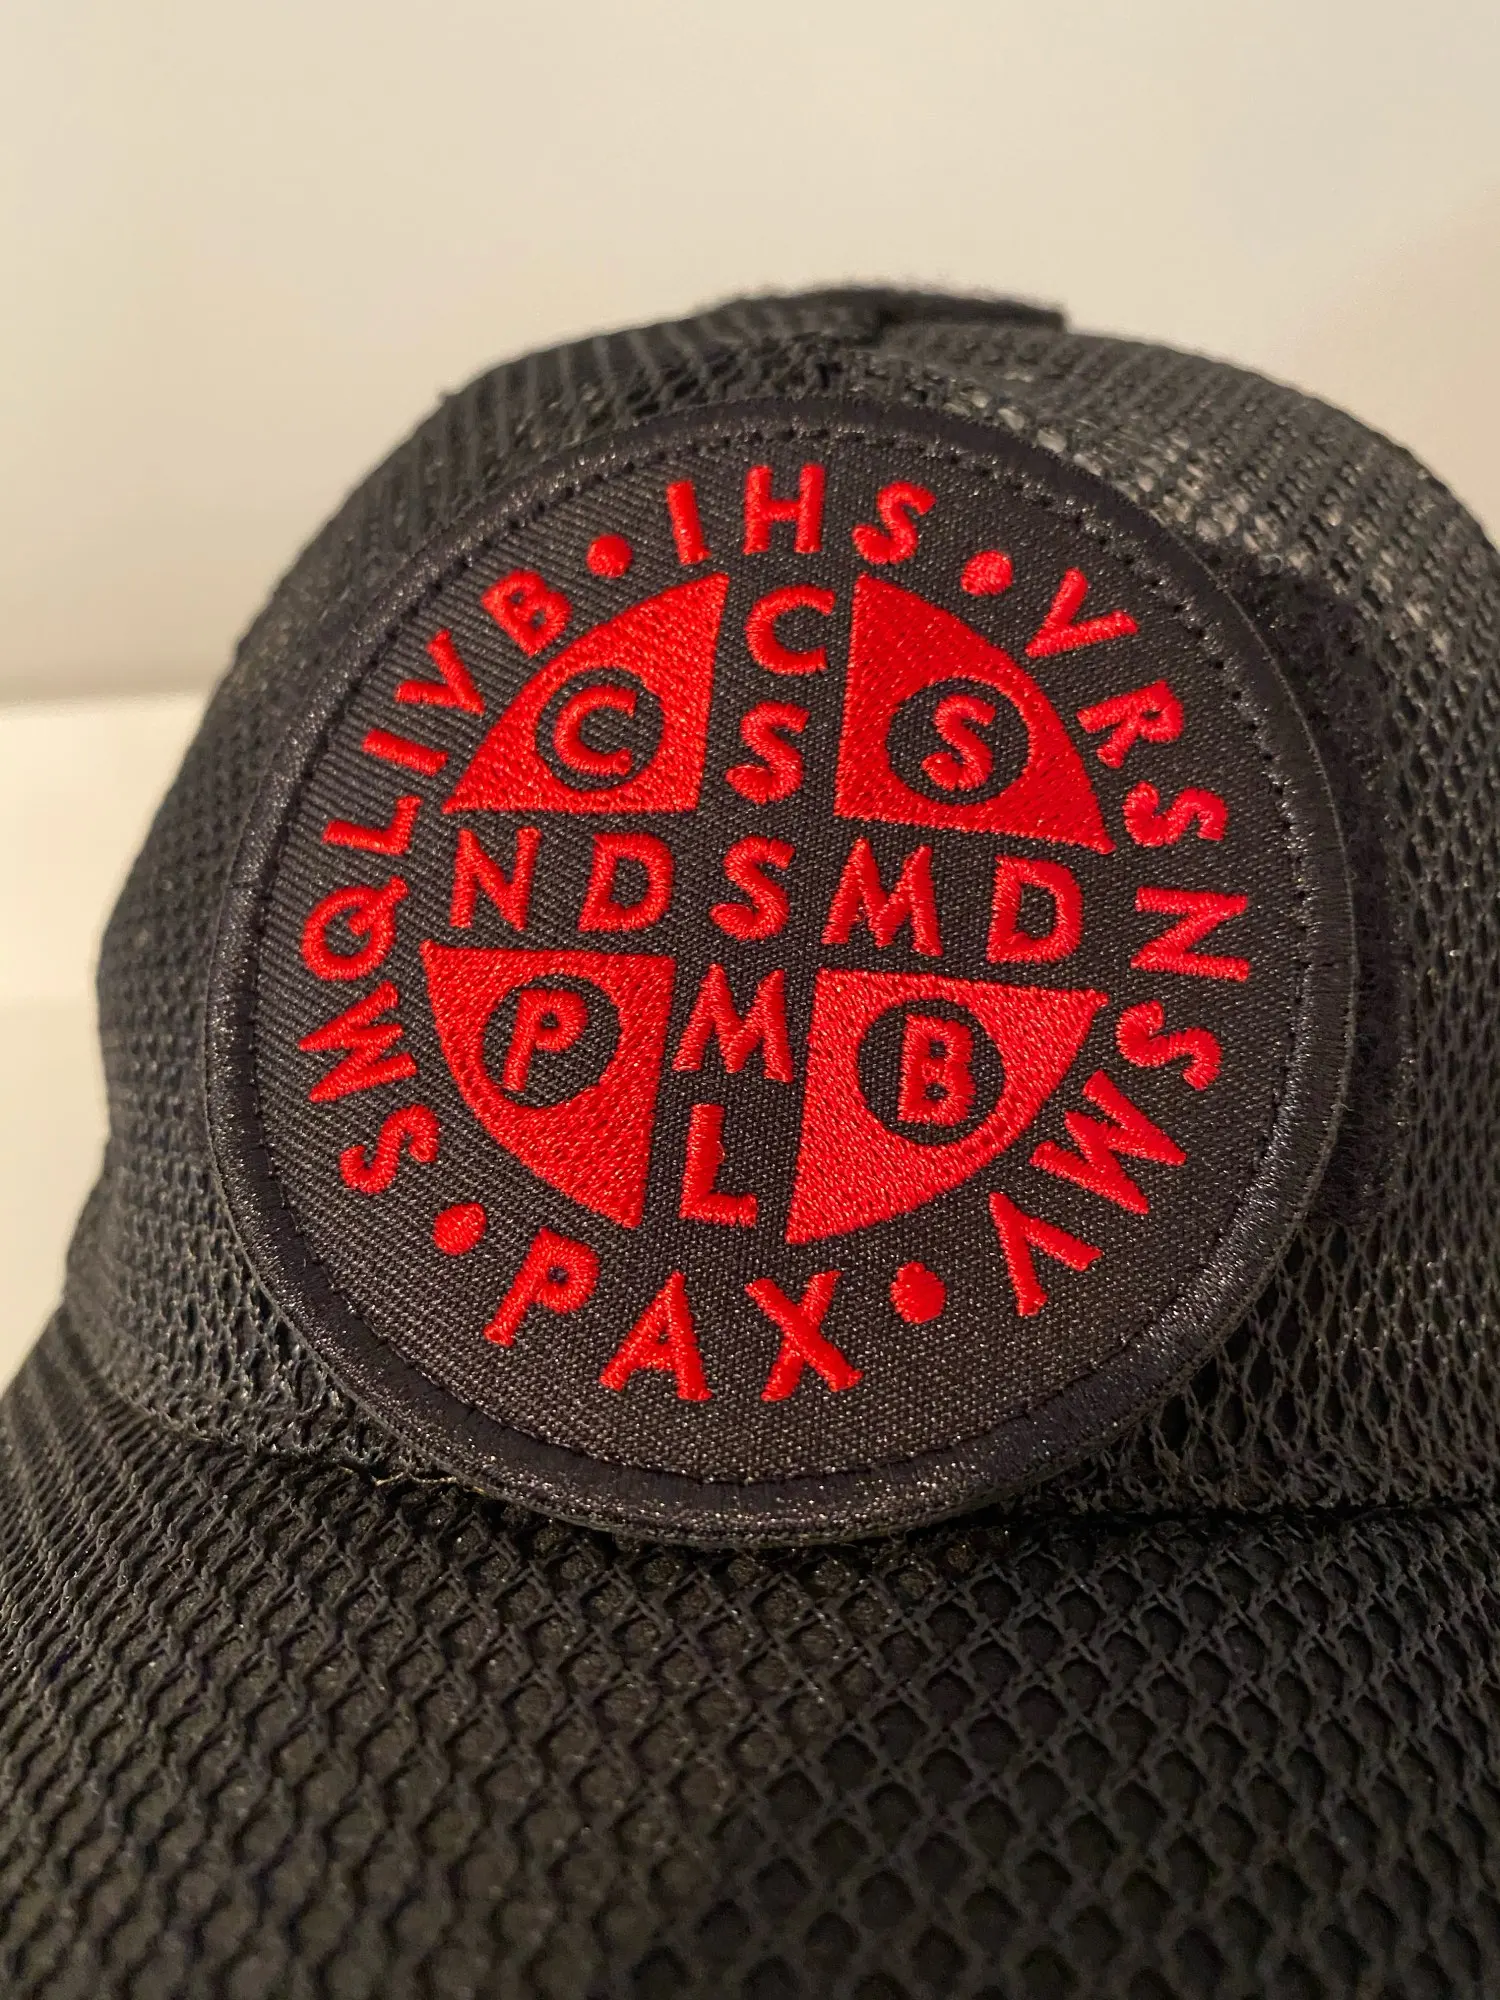 IHS • VRSNSMV • PAX • SMQLIVB •
C S
C
S
NDSMD
M
L
P B